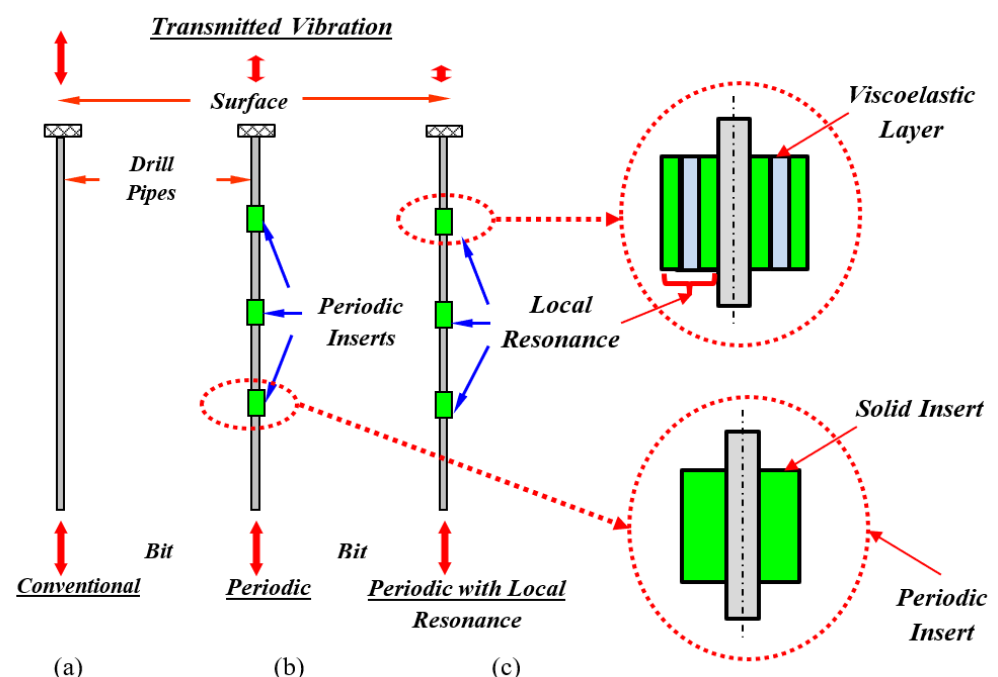 Transmitted Vibration
Surface
Drill
Pipes
Periodic
Inserts
Local
Resonance
Viscoelastic
Layer
Solid Insert
Periodic
Insert
Bit
Bit
Conventional
Periodic
Periodic with Local
Resonance
(a)
(b)
(c)